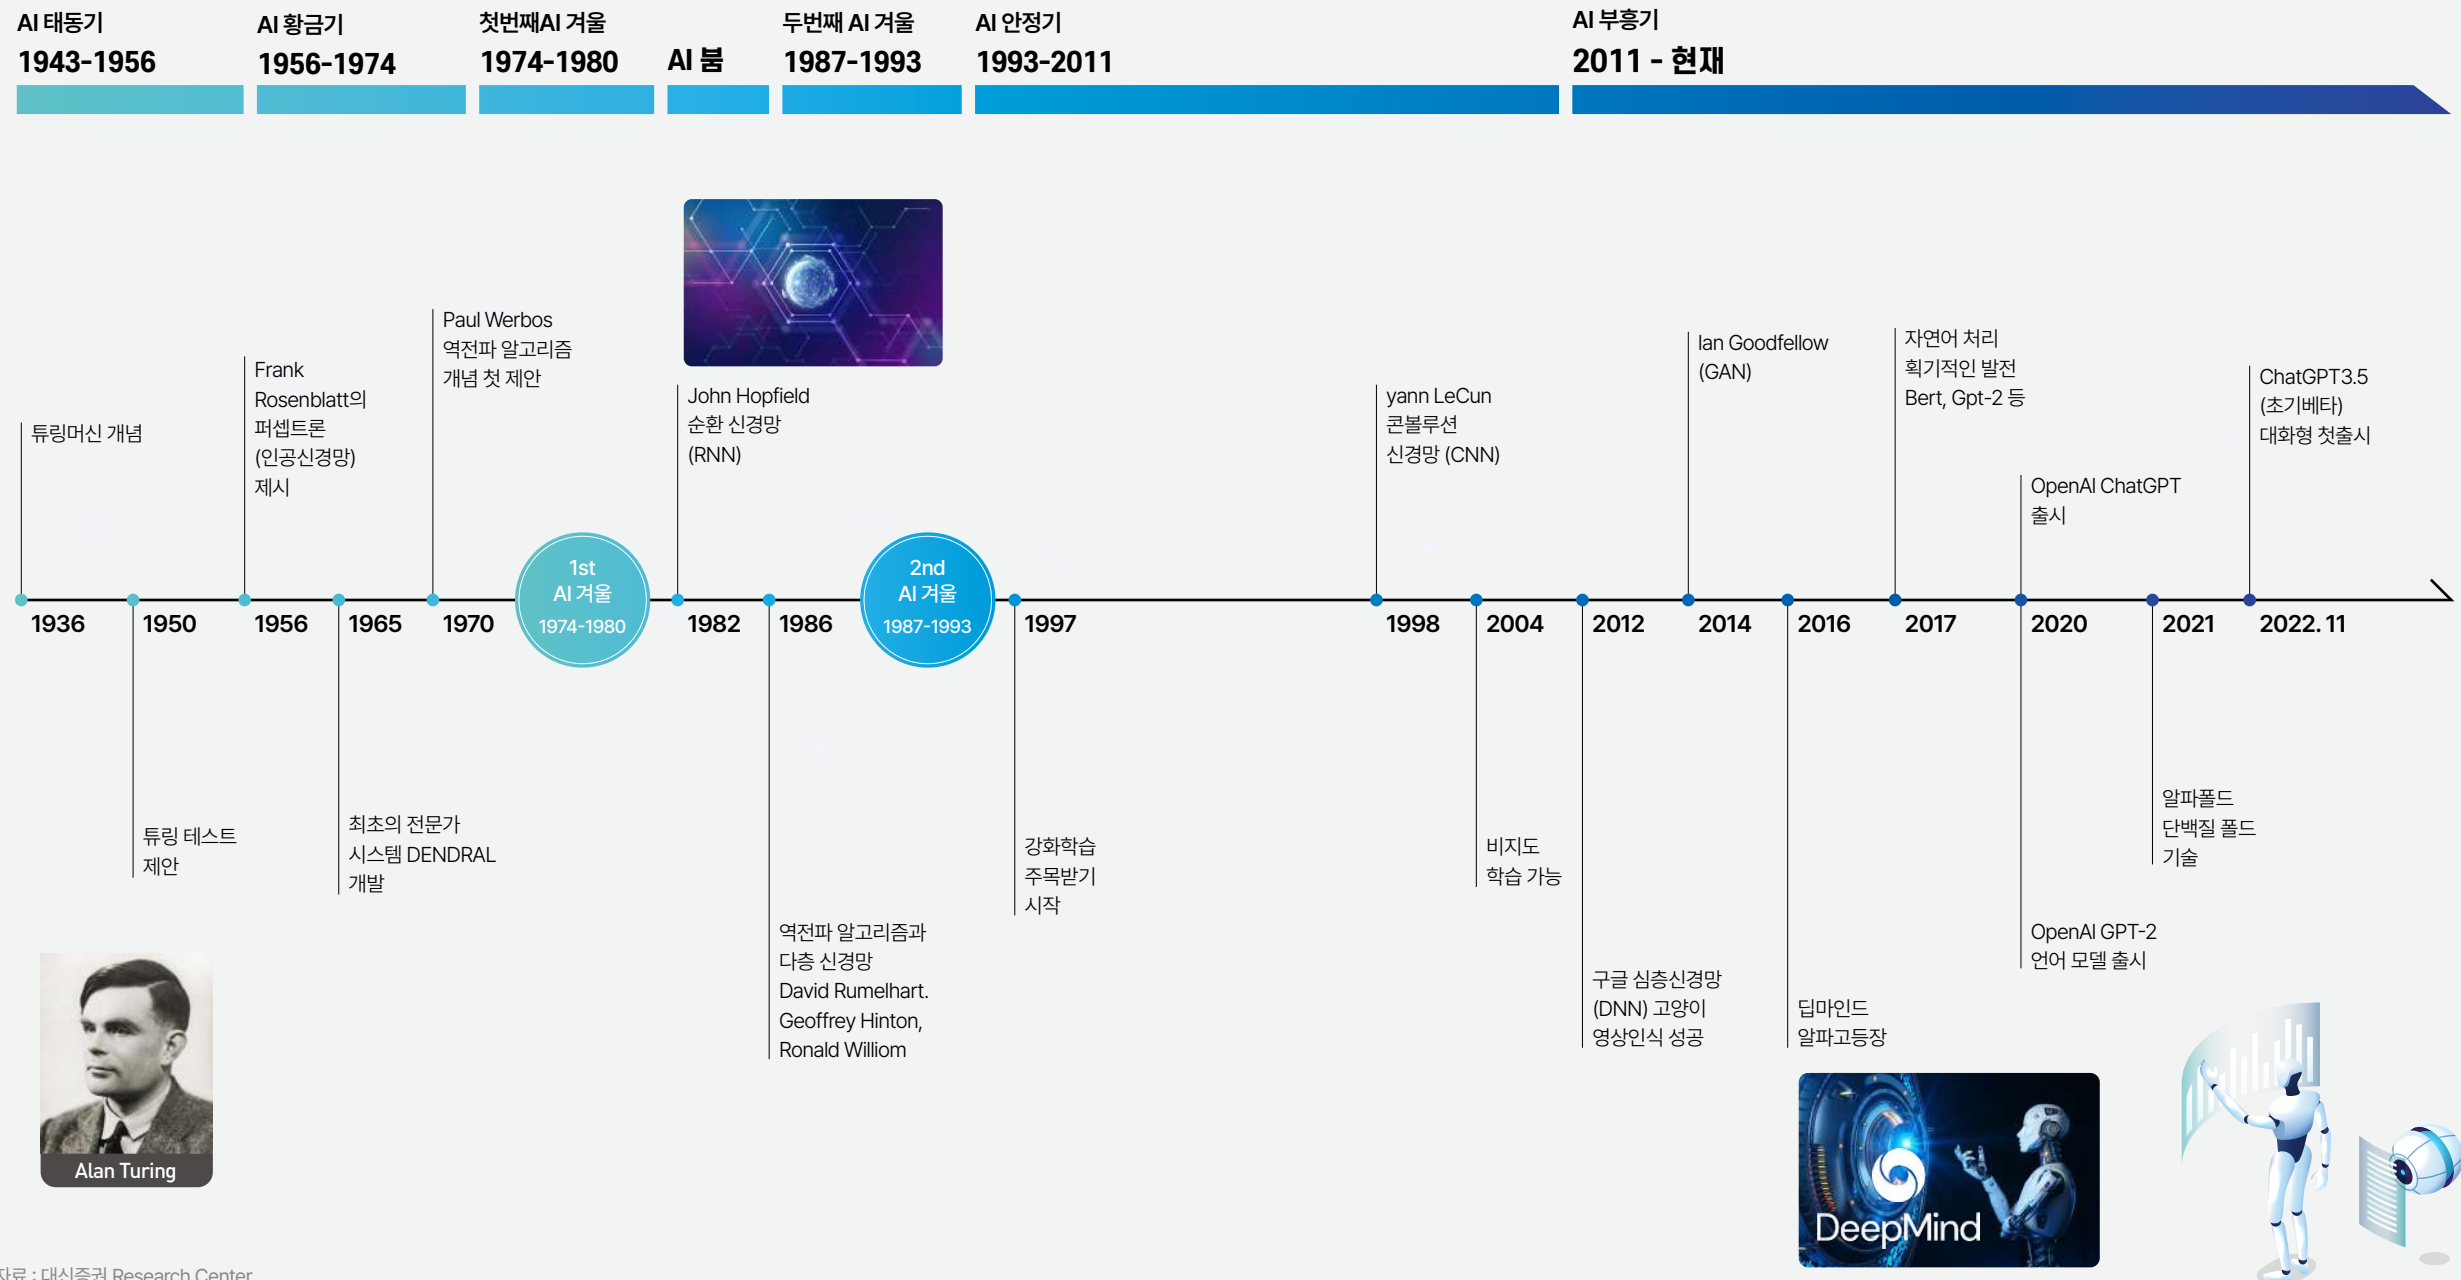 AI 태동기
1943-1956
AI 황금기
1956-1974
첫번째AI 겨울
1974-1980
AI 붐
두번째 AI 겨울
1987-1993
AI 안정기
1993-2011
AI 부흥기
2011 - 현재
튜링머신 개념
Frank
Rosenblatt의
퍼셉트론
(인공신경망)
제시
Paul Werbos
역전파 알고리즘
개념 첫 제안
John Hopfield
순환 신경망
(RNN)
yann LeCun
콘볼루션
신경망 (CNN)
Ian Goodfellow
(GAN)
자연어 처리
획기적인 발전
Bert, Gpt-2 등
OpenAI ChatGPT
출시
ChatGPT3.5
(초기베타)
대화형 첫출시
1936
1950
1956
1965
1970
1st
AI 겨울
1974-1980
1982
1986
2nd
AI 겨울
1987-1993
1997
1998
2004
2012
2014
2016
2017
2020
2021
2022. 11
튜링 테스트
제안
최초의 전문가
시스템 DENDRAL
개발
역전파 알고리즘과
다층 신경망
David Rumelhart.
Geoffrey Hinton,
Ronald Williom
강화학습
주목받기
시작
비지도
학습 가능
구글 심층신경망
(DNN) 고양이
영상인식 성공
딥마인드
알파고등장
OpenAI GPT-2
언어 모델 출시
알파폴드
단백질 폴드
기술
Alan Turing
DeepMind
자료 : 대신증권 Research Center